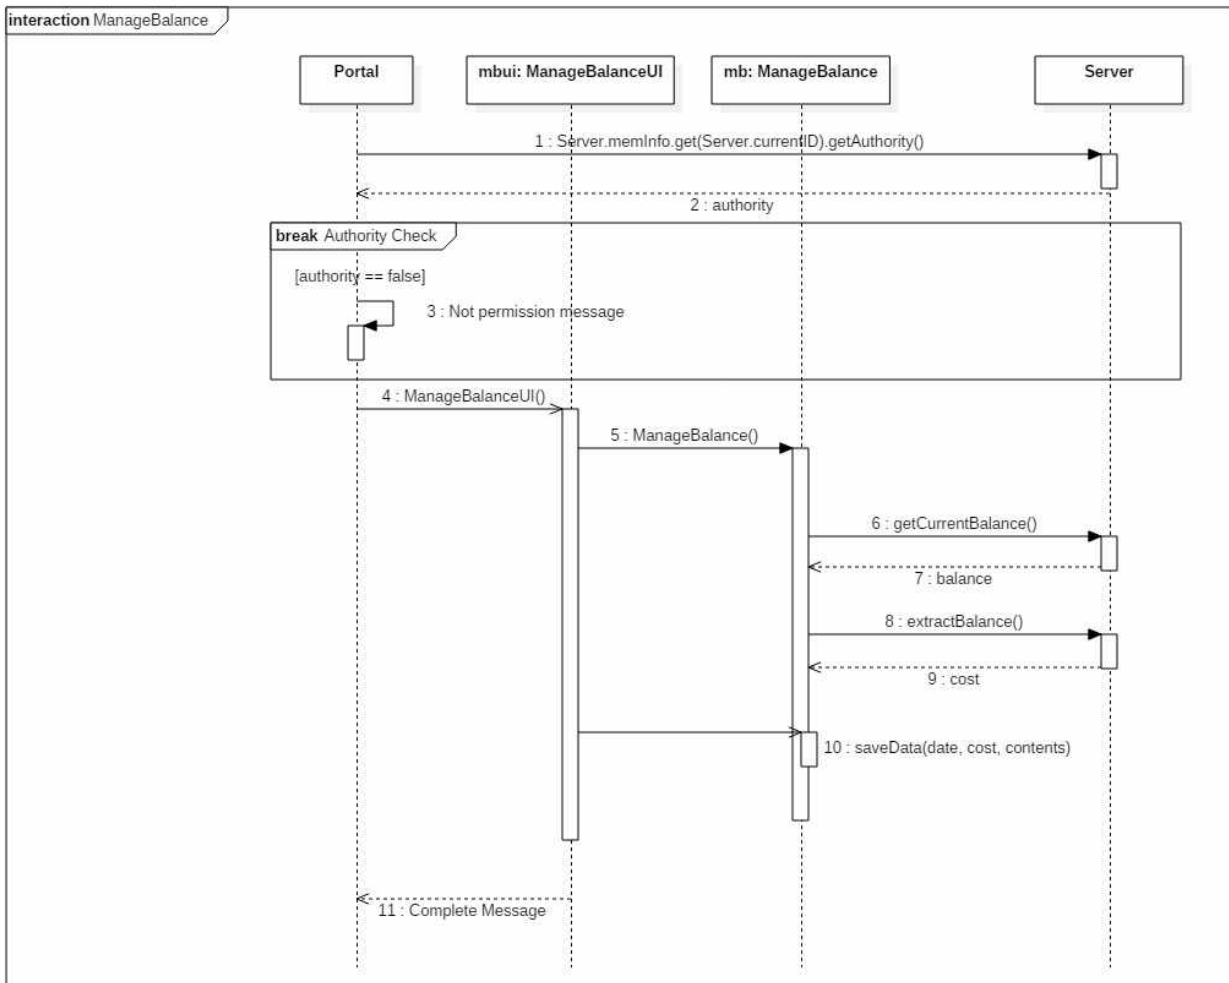 interaction ManageBalance
Portal
mbui: ManageBalanceUI
mb: ManageBalance
Server
1 : Server.memInfo.get(Server.currentID).getAuthority()
2 : authority
break Authority Check
[authority == false]
3 : Not permission message
4 : ManageBalanceUI()
5 : ManageBalance()
6 : getCurrentBalance()
7 : balance
8 : extractBalance()
9 : cost
10 : saveData(date, cost, contents)
11 : Complete Message